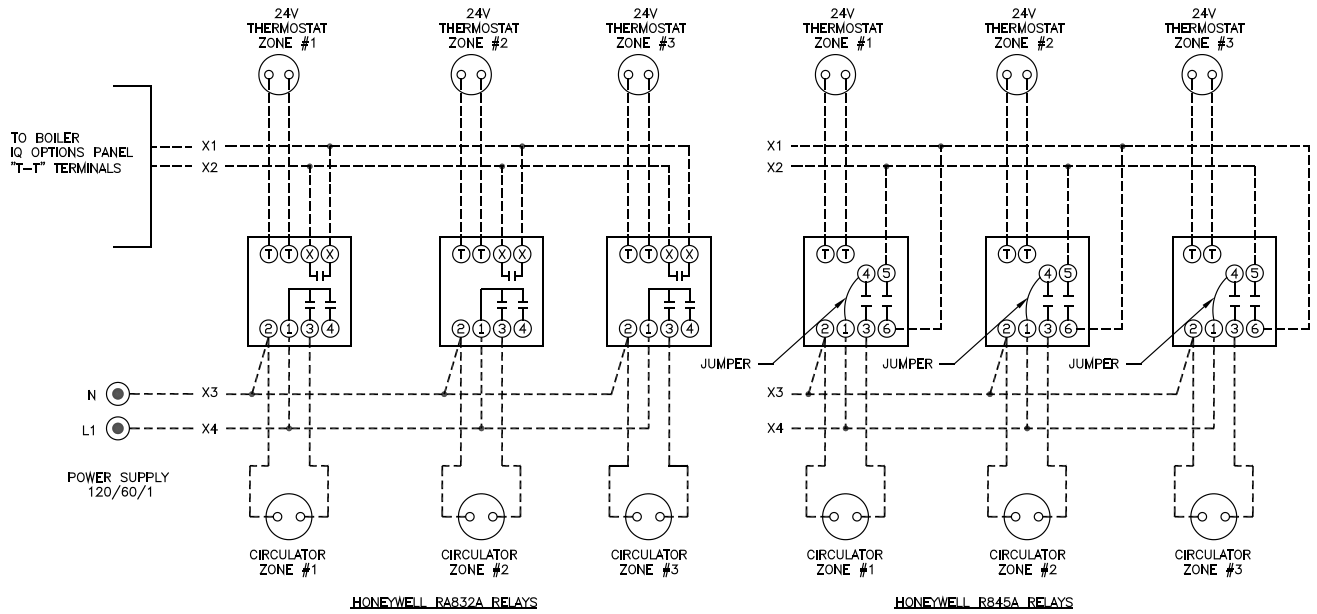 24V
THERMOSTAT
ZONE #1
24V
THERMOSTAT
ZONE #2
24V
THERMOSTAT
ZONE #3
24V
THERMOSTAT
ZONE #1
24V
THERMOSTAT
ZONE #2
24V
THERMOSTAT
ZONE #3
TO BOILER
IQ OPTIONS PANEL
"T-T" TERMINALS
X1
X2
X1
X2
T T X X
T T X X
T T X X
T T
T T
T T
4 5
4 5
4 5
2 1 3 4
2 1 3 4
2 1 3 4
2 1 3 6
2 1 3 6
2 1 3 6
JUMPER
JUMPER
JUMPER
N
X3
X3
L1
X4
X4
POWER SUPPLY
120/60/1
CIRCULATOR
ZONE #1
CIRCULATOR
ZONE #2
CIRCULATOR
ZONE #3
CIRCULATOR
ZONE #1
CIRCULATOR
ZONE #2
CIRCULATOR
ZONE #3
HONEYWELL RA832A RELAYS
HONEYWELL R845A RELAYS